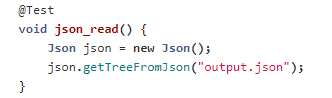 @Test
void json_read() {
Json json = new Json();
json.getTreeFromJson("output.json");
}